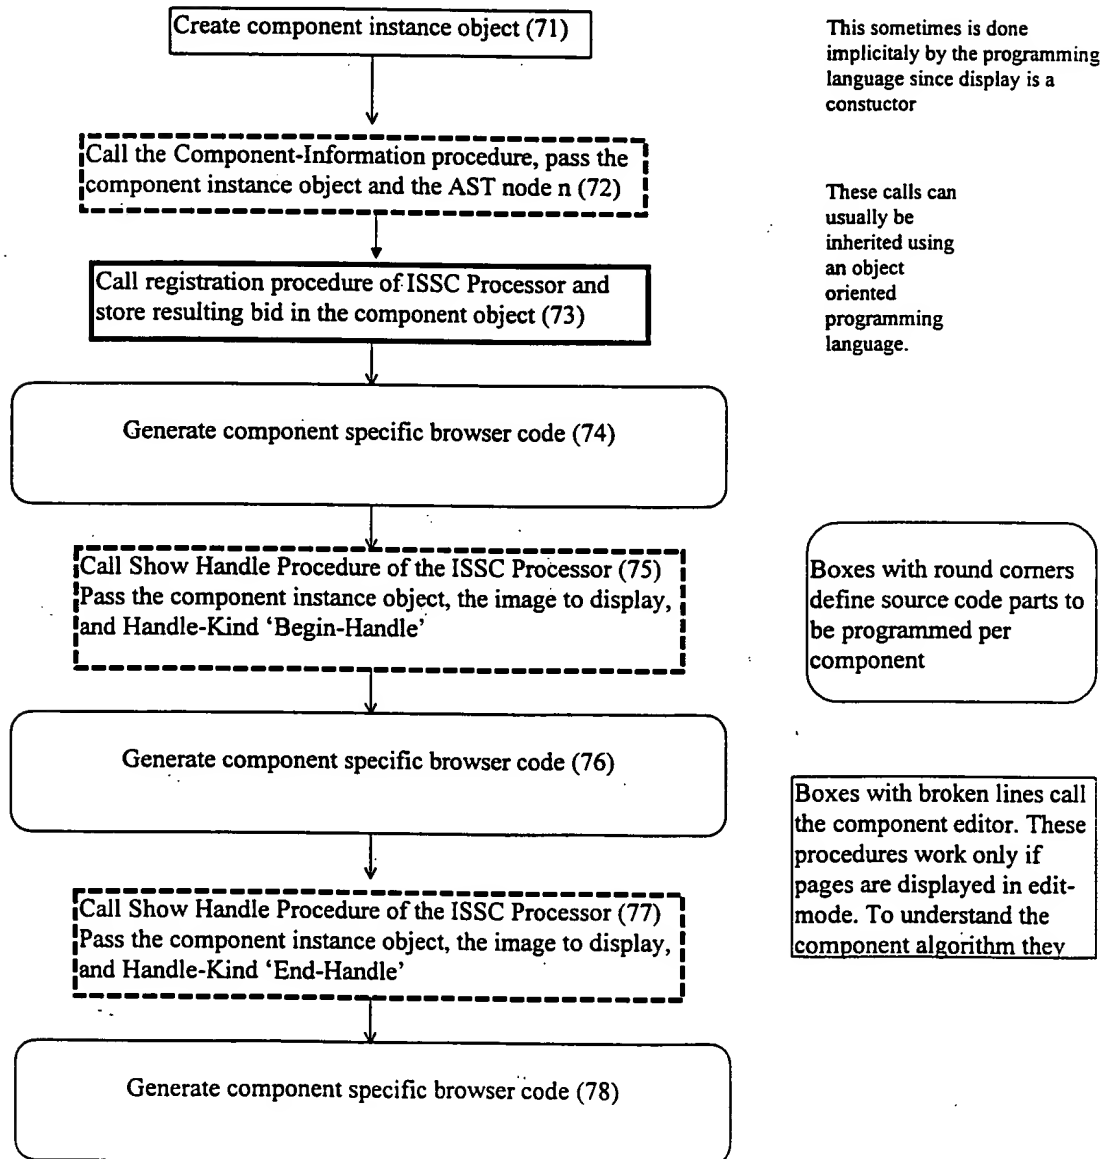 Create component instance object (71)
This sometimes is done
implicitaly by the programming
language since display is a
constuctor
Call the Component-Information procedure, pass the
component instance object and the AST node n (72)
These calls can
usually be
inherited using
an object
oriented
programming
language.
Call registration procedure of ISSC Processor and
store resulting bid in the component object (73)
Generate component specific browser code (74)
Call Show Handle Procedure of the ISSC Processor (75)
Pass the component instance object, the image to display,
and Handle-Kind ‘Begin-Handle’
Boxes with round corners
define source code parts to
be programmed per
component
Generate component specific browser code (76)
Boxes with broken lines call
the component editor. These
procedures work only if
pages are displayed in edit-
mode. To understand the
component algorithm they
Call Show Handle Procedure of the ISSC Processor (77)
Pass the component instance object, the image to display,
and Handle-Kind ‘End-Handle’
Generate component specific browser code (78)